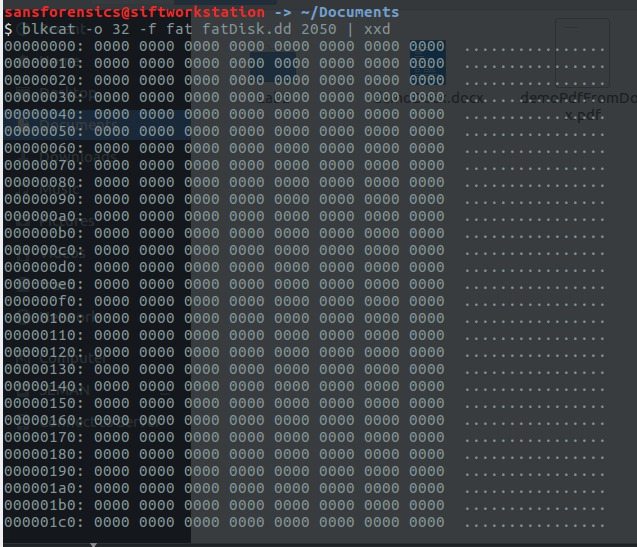 sansforensics@siftworkstation -> ~/Documents
$ blkcat -o 32 -f fat fatDisk.dd 2050 | xxd
00000000: 0000 0000 0000 0000 0000 0000 0000 0000  ................
00000010: 0000 0000 0000 0000 0000 0000 0000 0000  ................
00000020: 0000 0000 0000 0000 0000 0000 0000 0000  ................
00000030: 0000 0000 0000 0000 0000 0000 0000 0000  ................
00000040: 0000 0000 0000 0000 0000 0000 0000 0000  ................
00000050: 0000 0000 0000 0000 0000 0000 0000 0000  ................
00000060: 0000 0000 0000 0000 0000 0000 0000 0000  ................
00000070: 0000 0000 0000 0000 0000 0000 0000 0000  ................
00000080: 0000 0000 0000 0000 0000 0000 0000 0000  ................
00000090: 0000 0000 0000 0000 0000 0000 0000 0000  ................
000000a0: 0000 0000 0000 0000 0000 0000 0000 0000  ................
000000b0: 0000 0000 0000 0000 0000 0000 0000 0000  ................
000000c0: 0000 0000 0000 0000 0000 0000 0000 0000  ................
000000d0: 0000 0000 0000 0000 0000 0000 0000 0000  ................
000000e0: 0000 0000 0000 0000 0000 0000 0000 0000  ................
000000f0: 0000 0000 0000 0000 0000 0000 0000 0000  ................
00000100: 0000 0000 0000 0000 0000 0000 0000 0000  ................
00000110: 0000 0000 0000 0000 0000 0000 0000 0000  ................
00000120: 0000 0000 0000 0000 0000 0000 0000 0000  ................
00000130: 0000 0000 0000 0000 0000 0000 0000 0000  ................
00000140: 0000 0000 0000 0000 0000 0000 0000 0000  ................
00000150: 0000 0000 0000 0000 0000 0000 0000 0000  ................
00000160: 0000 0000 0000 0000 0000 0000 0000 0000  ................
00000170: 0000 0000 0000 0000 0000 0000 0000 0000  ................
00000180: 0000 0000 0000 0000 0000 0000 0000 0000  ................
00000190: 0000 0000 0000 0000 0000 0000 0000 0000  ................
000001a0: 0000 0000 0000 0000 0000 0000 0000 0000  ................
000001b0: 0000 0000 0000 0000 0000 0000 0000 0000  ................
000001c0: 0000 0000 0000 0000 0000 0000 0000 0000  ................
demoPdfFromDo
x.pdf